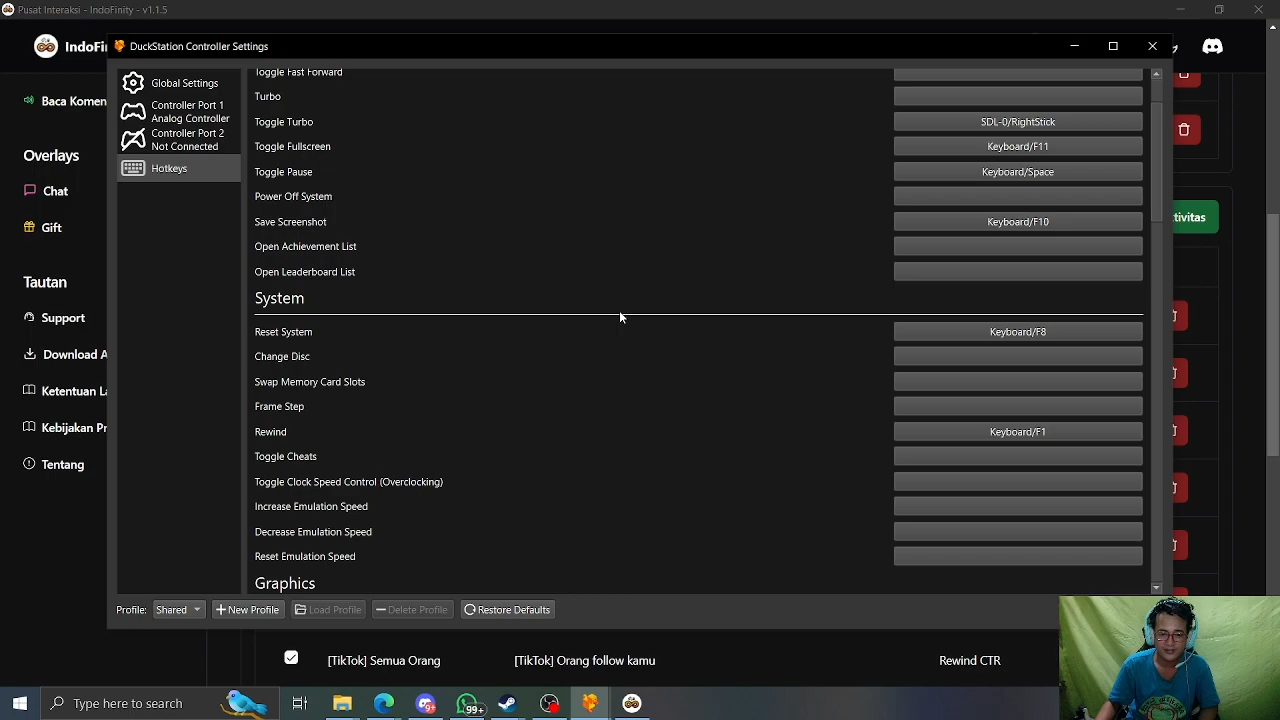 Pusat Interaksi - IndoFinity - v1.1.5
IndoFi
DuckStation Controller Settings
Global Settings
Controller Port 1
Analog Controller
Controller Port 2
Not Connected
Hotkeys
Baca Komen
Overlays
Chat
Gift
Tautan
Support
Download A
Ketentuan La
Kebijakan Pr
Tentang
Toggle Fast Forward
Turbo
Toggle Turbo SDL-0/RightStick
Toggle Fullscreen Keyboard/F11
Toggle Pause Keyboard/Space
Power Off System
Save Screenshot Keyboard/F10
Open Achievement List
Open Leaderboard List
System
Reset System Keyboard/F8
Change Disc
Swap Memory Card Slots
Frame Step
Rewind Keyboard/F1
Toggle Cheats
Toggle Clock Speed Control (Overclocking)
Increase Emulation Speed
Decrease Emulation Speed
Reset Emulation Speed
Graphics
tivitas
Profile: Shared New Profile Load Profile Delete Profile Restore Defaults
[TikTok] Semua Orang [TikTok] Orang follow kamu Rewind CTR
Type here to search
99+